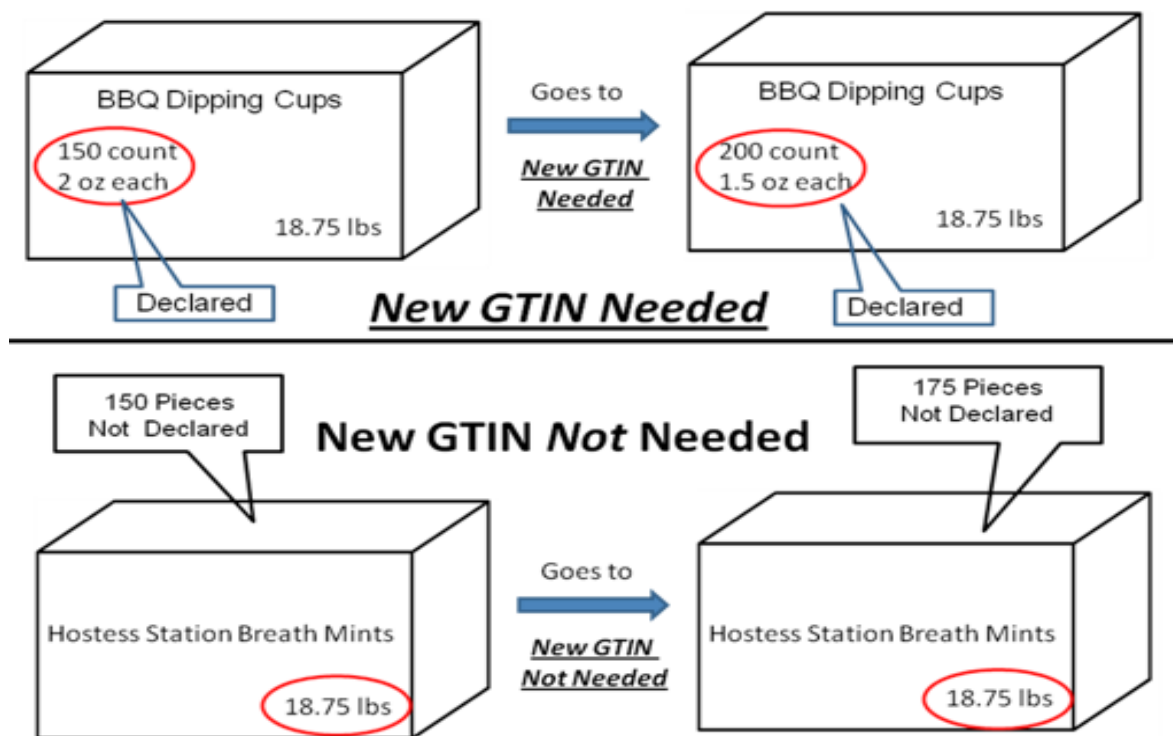 BBQ Dipping Cups
150 count
2 oz each
18.75 lbs
Declared
Goes to
New GTIN
Needed
BBQ Dipping Cups
200 count
1.5 oz each
18.75 lbs
Declared
New GTIN Needed
150 Pieces
Not Declared
New GTIN Not Needed
175 Pieces
Not Declared
Hostess Station Breath Mints
18.75 lbs
Goes to
New GTIN
Not Needed
Hostess Station Breath Mints
18.75 lbs